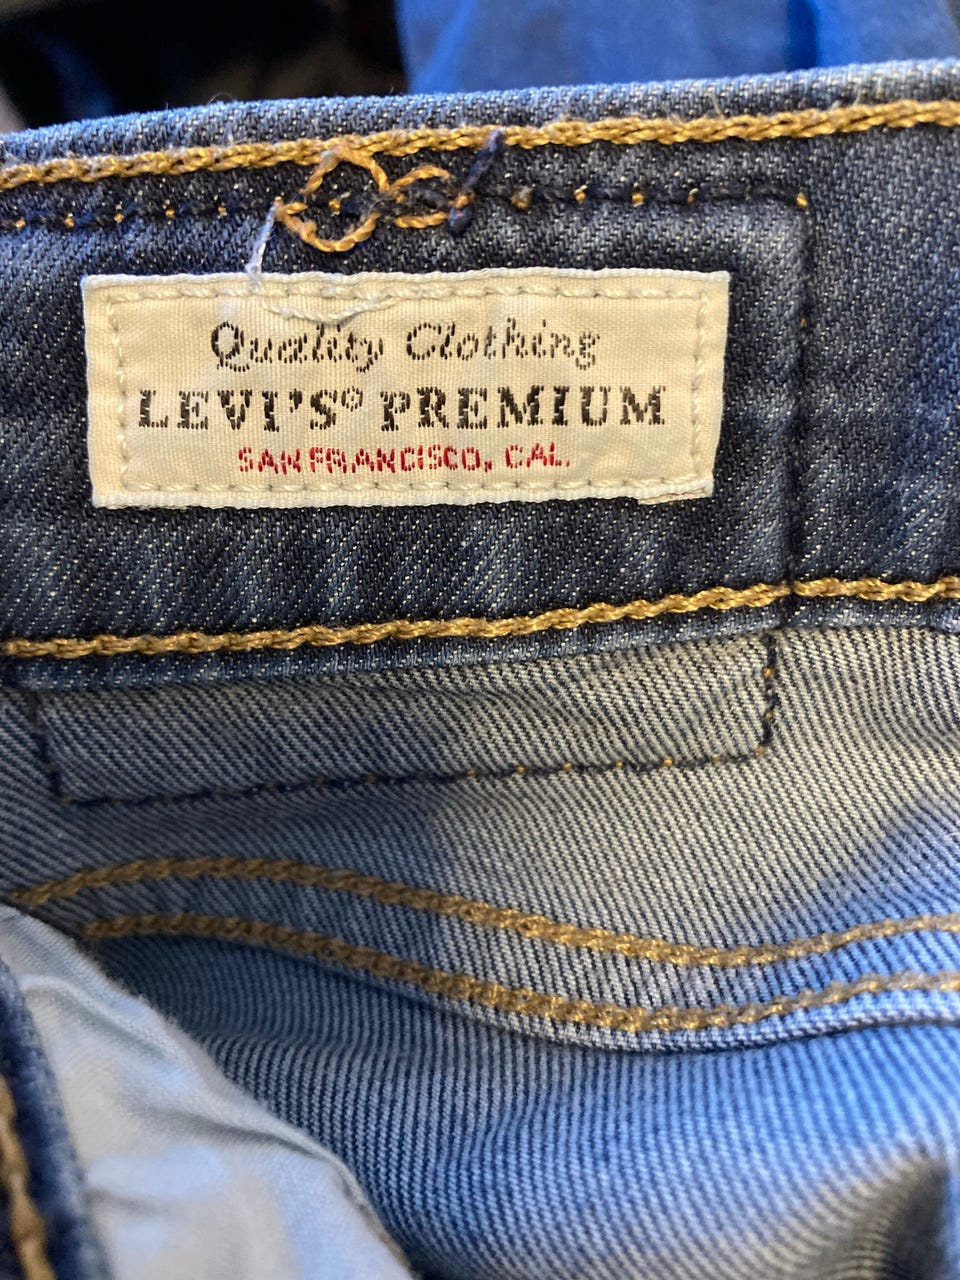 Quality Clothing
LEVI'S® PREMIUM
SAN FRANCISCO, CAL.